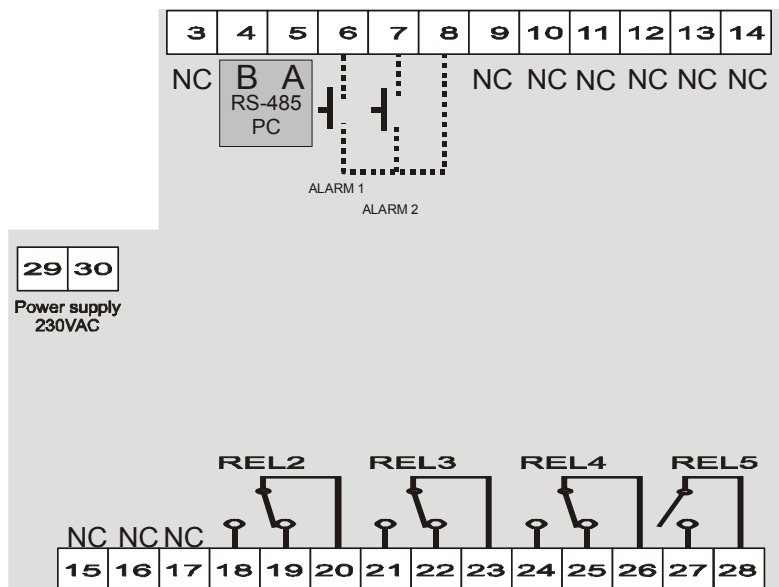 3 4 5 6 7 8 9 10 11 12 13 14
NC B A NC NC NC NC NC NC
RS-485
PC
ALARM 1
ALARM 2
29 30
Power supply
230VAC
REL2 REL3 REL4 REL5
NC NC NC
15 16 17 18 19 20 21 22 23 24 25 26 27 28